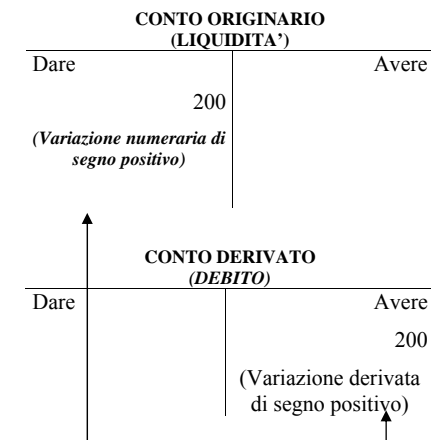 CONTO ORIGINARIO
(LIQUIDITA’)
Dare Avere
200
(Variazione numeraria di
segno positivo)
CONTO DERIVATO
(DEBITO)
Dare Avere
200
(Variazione derivata
di segno positivo)